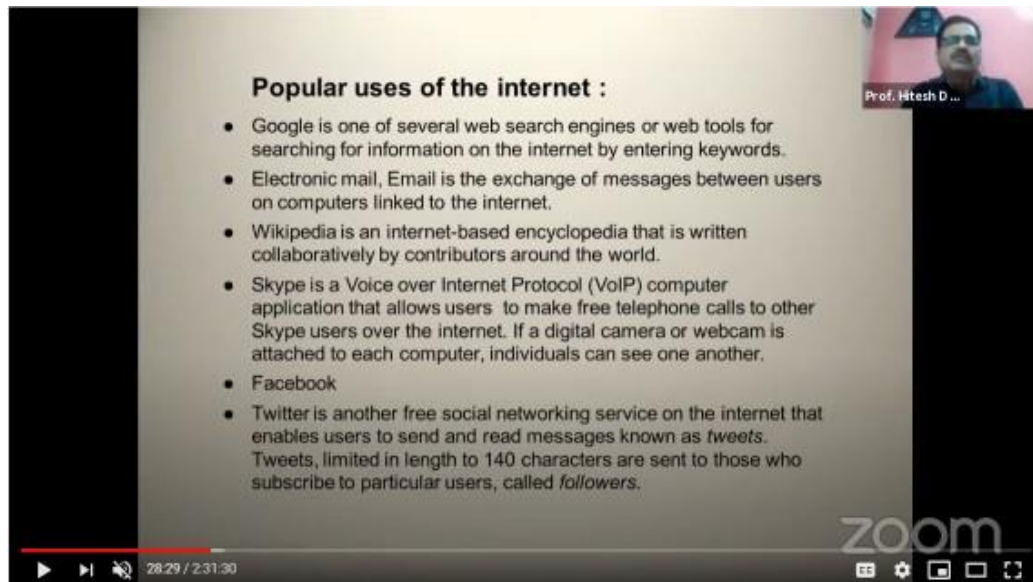 Popular uses of the internet :
Prof. Hitesh D...
● Google is one of several web search engines or web tools for
searching for information on the internet by entering keywords.
● Electronic mail, Email is the exchange of messages between users
on computers linked to the internet.
● Wikipedia is an internet-based encyclopedia that is written
collaboratively by contributors around the world.
● Skype is a Voice over Internet Protocol (VoIP) computer
application that allows users to make free telephone calls to other
Skype users over the internet. If a digital camera or webcam is
attached to each computer, individuals can see one another.
● Facebook
● Twitter is another free social networking service on the internet that
enables users to send and read messages known as tweets.
Tweets, limited in length to 140 characters are sent to those who
subscribe to particular users, called followers.
zoom
28:29 / 2:31:30
CC